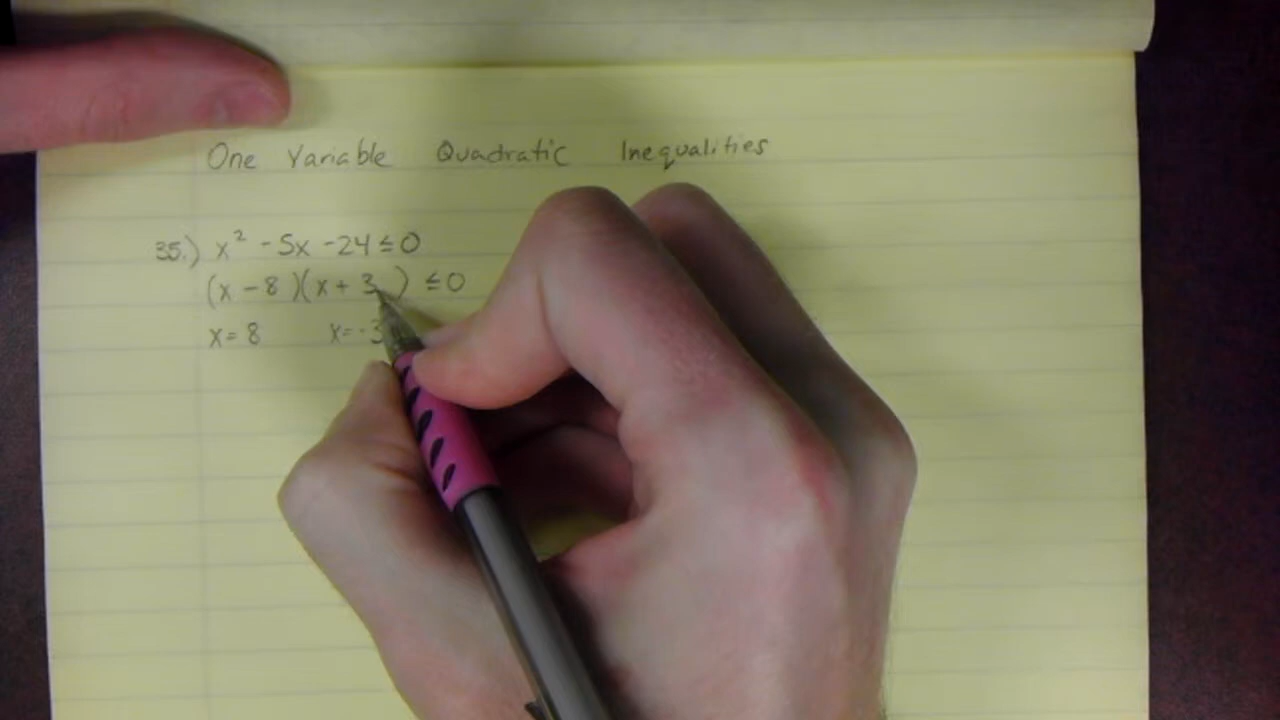 One Variable Quadratic Inequalities
35.) x² - 5x - 24 ≤ 0
(x - 8 )(x + 3 ) ≤ 0
x = 8 x = -3